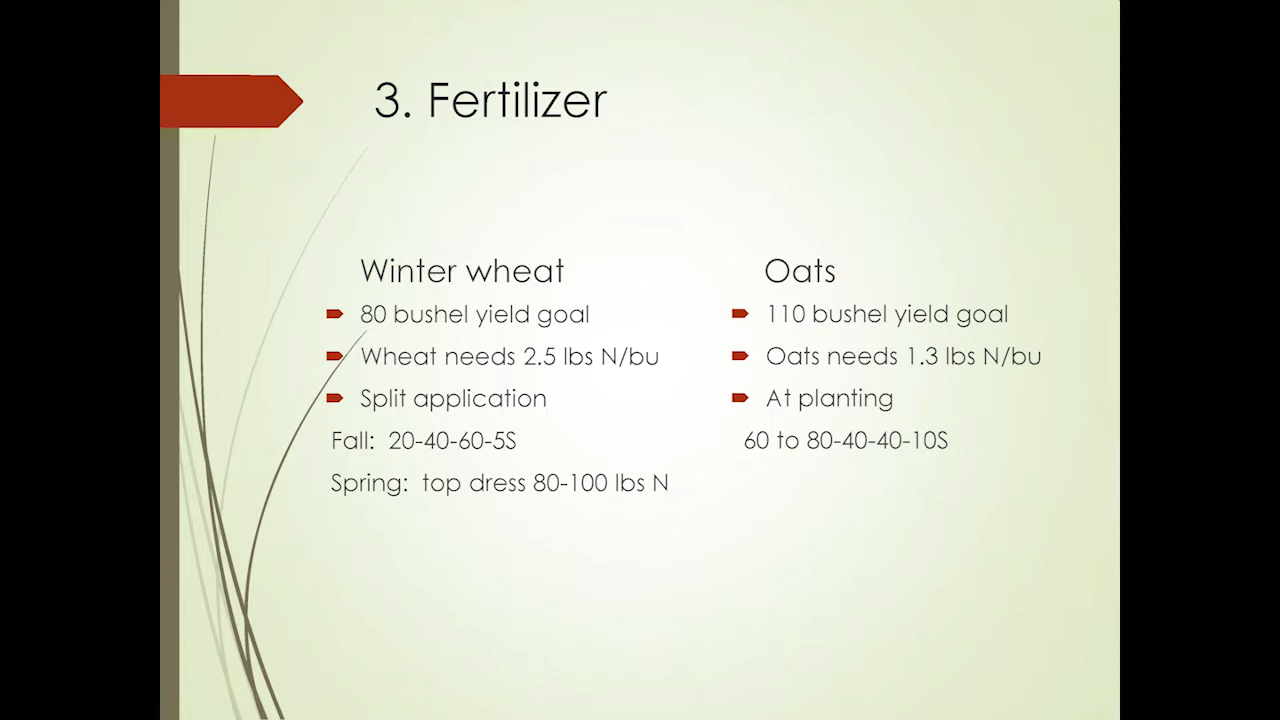 3. Fertilizer
Winter wheat
80 bushel yield goal
Wheat needs 2.5 lbs N/bu
Split application
Fall: 20-40-60-5S
Spring: top dress 80-100 lbs N
Oats
110 bushel yield goal
Oats needs 1.3 lbs N/bu
At planting
60 to 80-40-40-10S